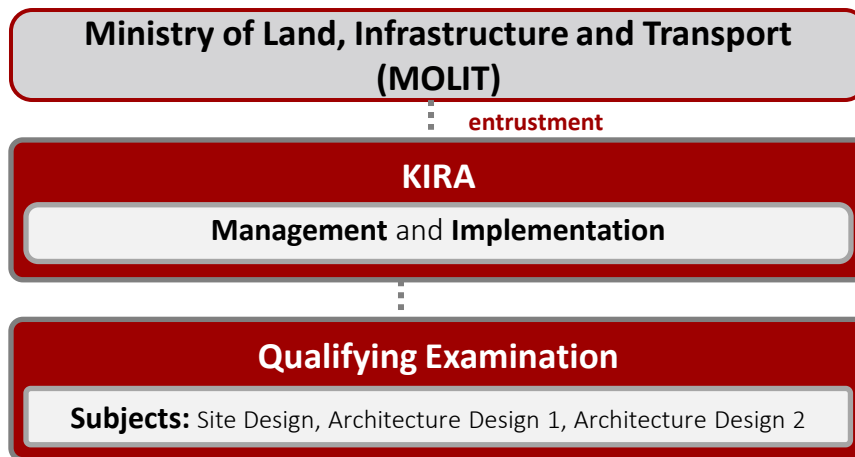 Ministry of Land, Infrastructure and Transport
(MOLIT)
entrustment
KIRA
Management and Implementation
Qualifying Examination
Subjects: Site Design, Architecture Design 1, Architecture Design 2